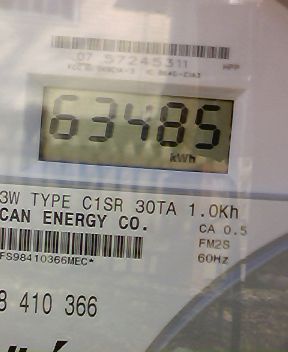 07 57245311
63485
kWh
3W TYPE C1SR 30TA 1.0Kh
CAN ENERGY CO.
CA 0.5
FM2S
FS98410366MEC*
60Hz
8 410 366